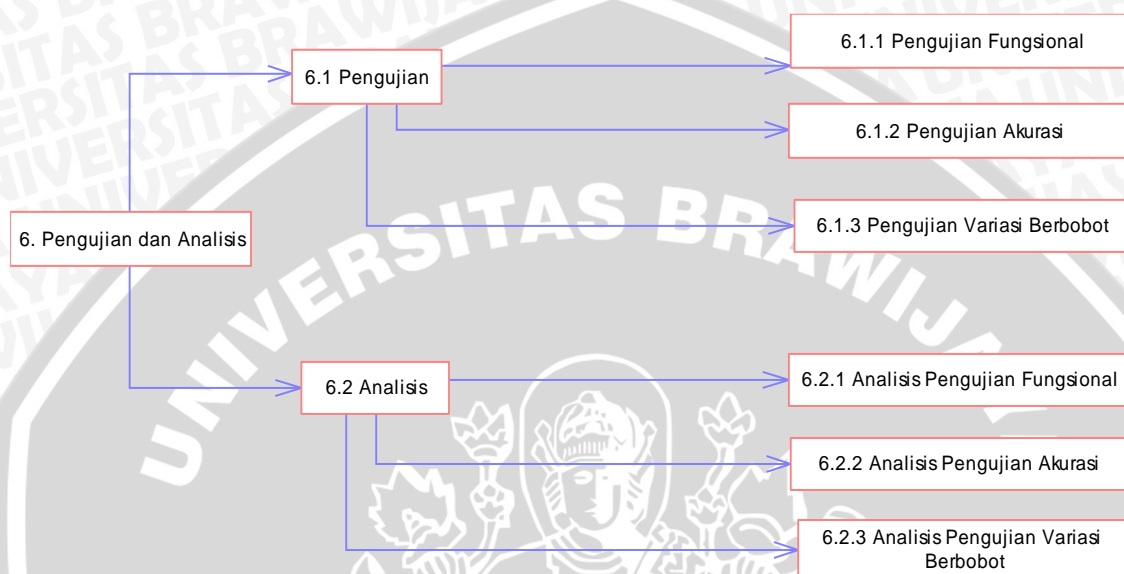 6. Pengujian dan Analisis
6.1 Pengujian
6.1.1 Pengujian Fungsional
6.1.2 Pengujian Akurasi
6.1.3 Pengujian Variasi Berbobot
6.2 Analisis
6.2.1 Analisis Pengujian Fungsional
6.2.2 Analisis Pengujian Akurasi
6.2.3 Analisis Pengujian Variasi
Berbobot
UNIVERSITAS BRAWIJAYA